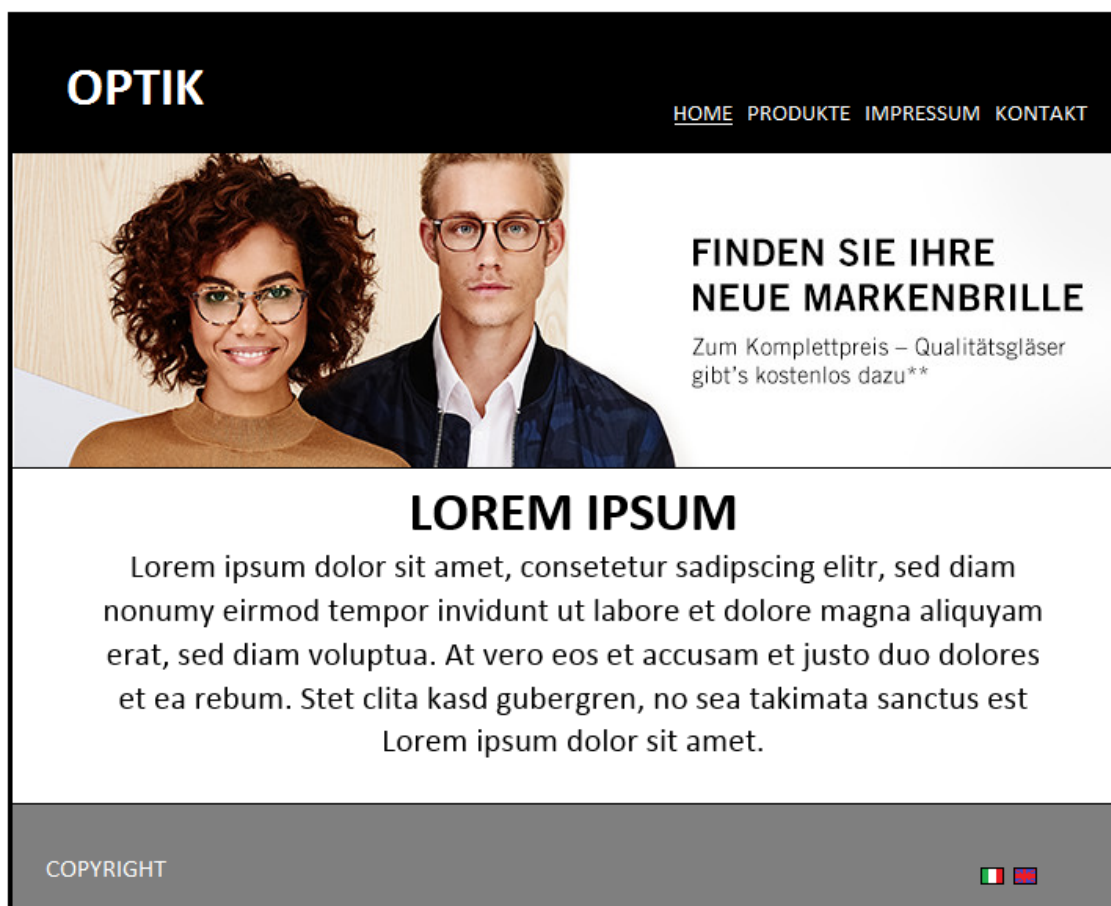 OPTIK
HOME PRODUKTE IMPRESSUM KONTAKT
FINDEN SIE IHRE
NEUE MARKENBRILLE
Zum Komplettpreis – Qualitätsgläser
gibt's kostenlos dazu**
LOREM IPSUM
Lorem ipsum dolor sit amet, consetetur sadipscing elitr, sed diam
nonumy eirmod tempor invidunt ut labore et dolore magna aliquyam
erat, sed diam voluptua. At vero eos et accusam et justo duo dolores
et ea rebum. Stet clita kasd gubergren, no sea takimata sanctus est
Lorem ipsum dolor sit amet.
COPYRIGHT